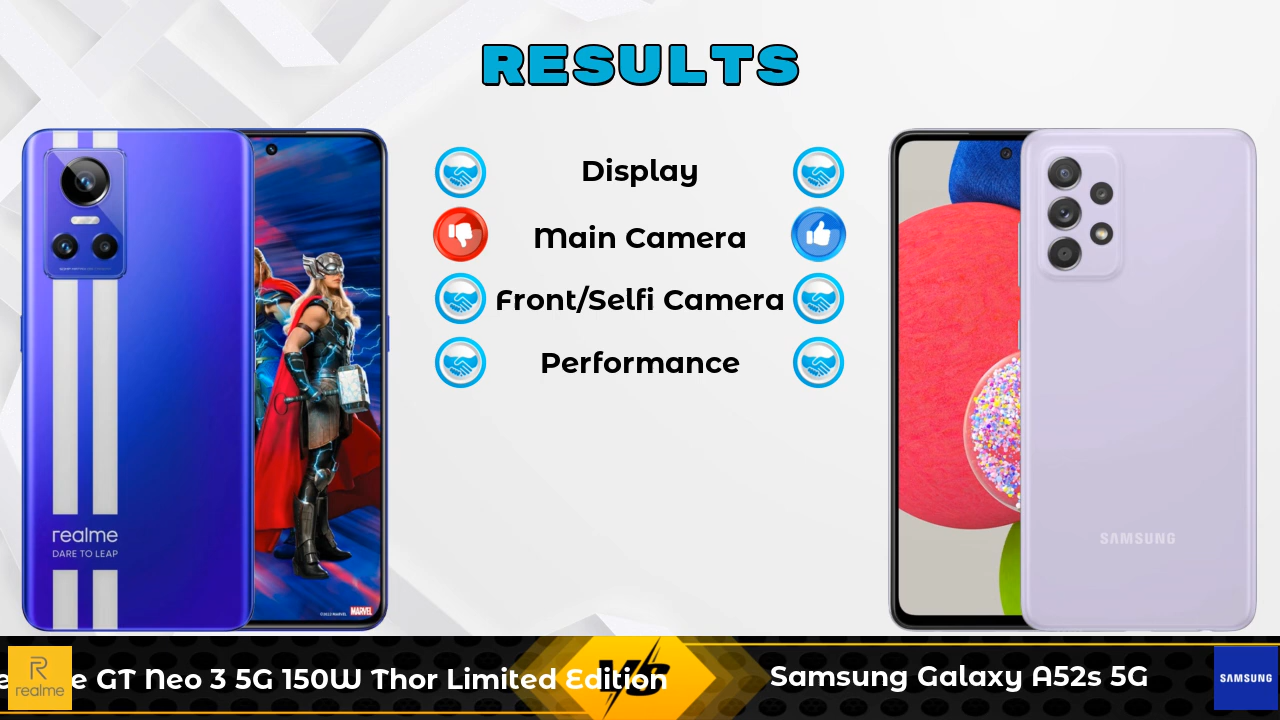 RESULTS
Display
Main Camera
Front/Selfi Camera
Performance
realme
DARE TO LEAP
SAMSUNG
MARVEL
e GT Neo 3 5G 150W Thor Limited Edition
Samsung Galaxy A52s 5G
realme
SAMSUNG